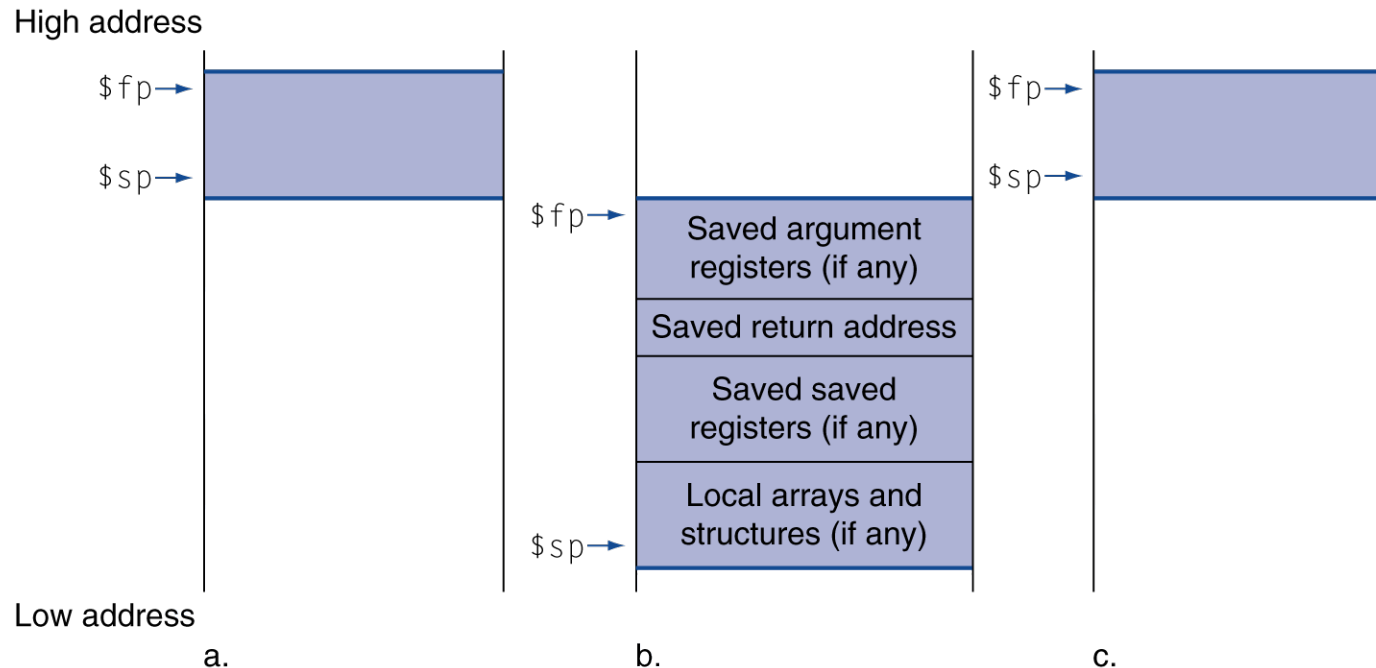 High address
$fp
$sp
$fp
Saved argument
registers (if any)
Saved return address
Saved saved
registers (if any)
Local arrays and
structures (if any)
$sp
$fp
$sp
Low address
a.
b.
c.